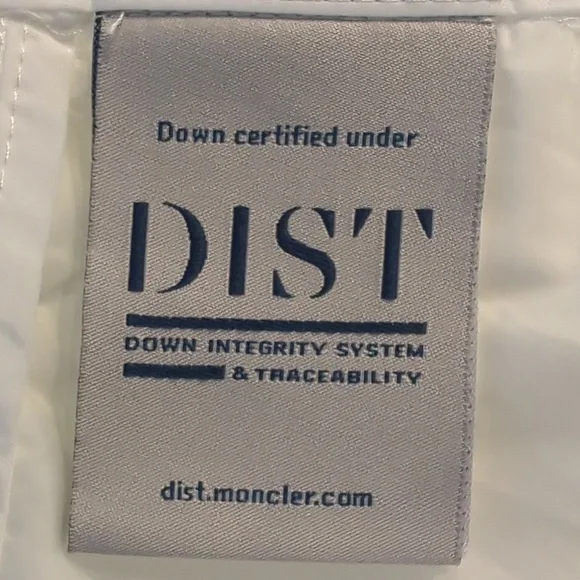 Down certified under
DIST
DOWN INTEGRITY SYSTEM
& TRACEABILITY
dist.moncler.com